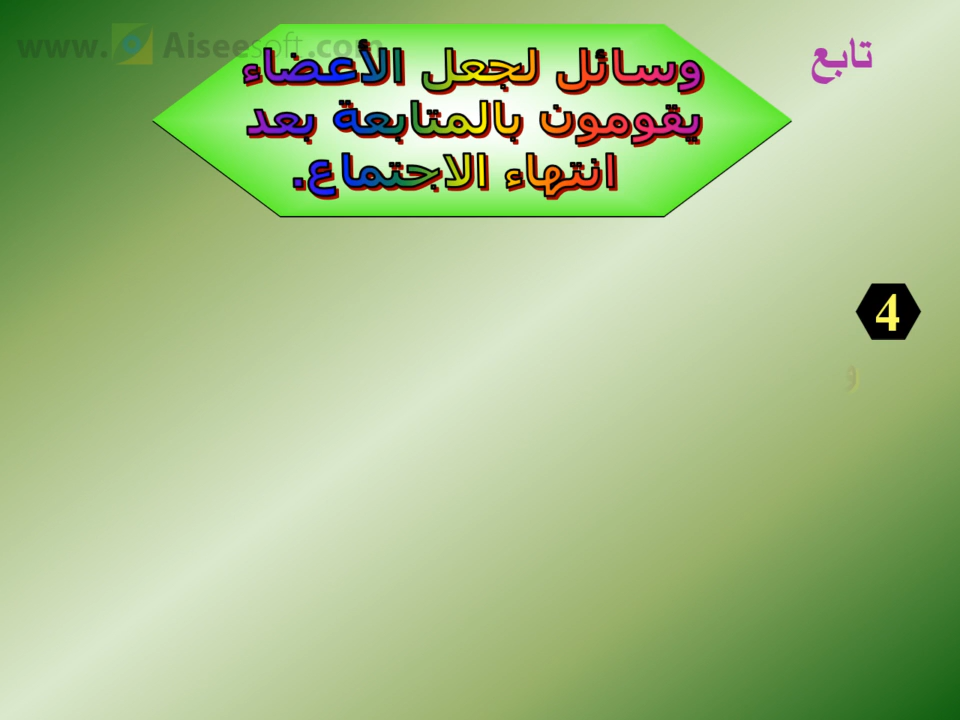 www.Aiseesoft.com
تابع
وسائل لجعل الأعضاء
يقومون بالمتابعة بعد
انتهاء الاجتماع.
4
و